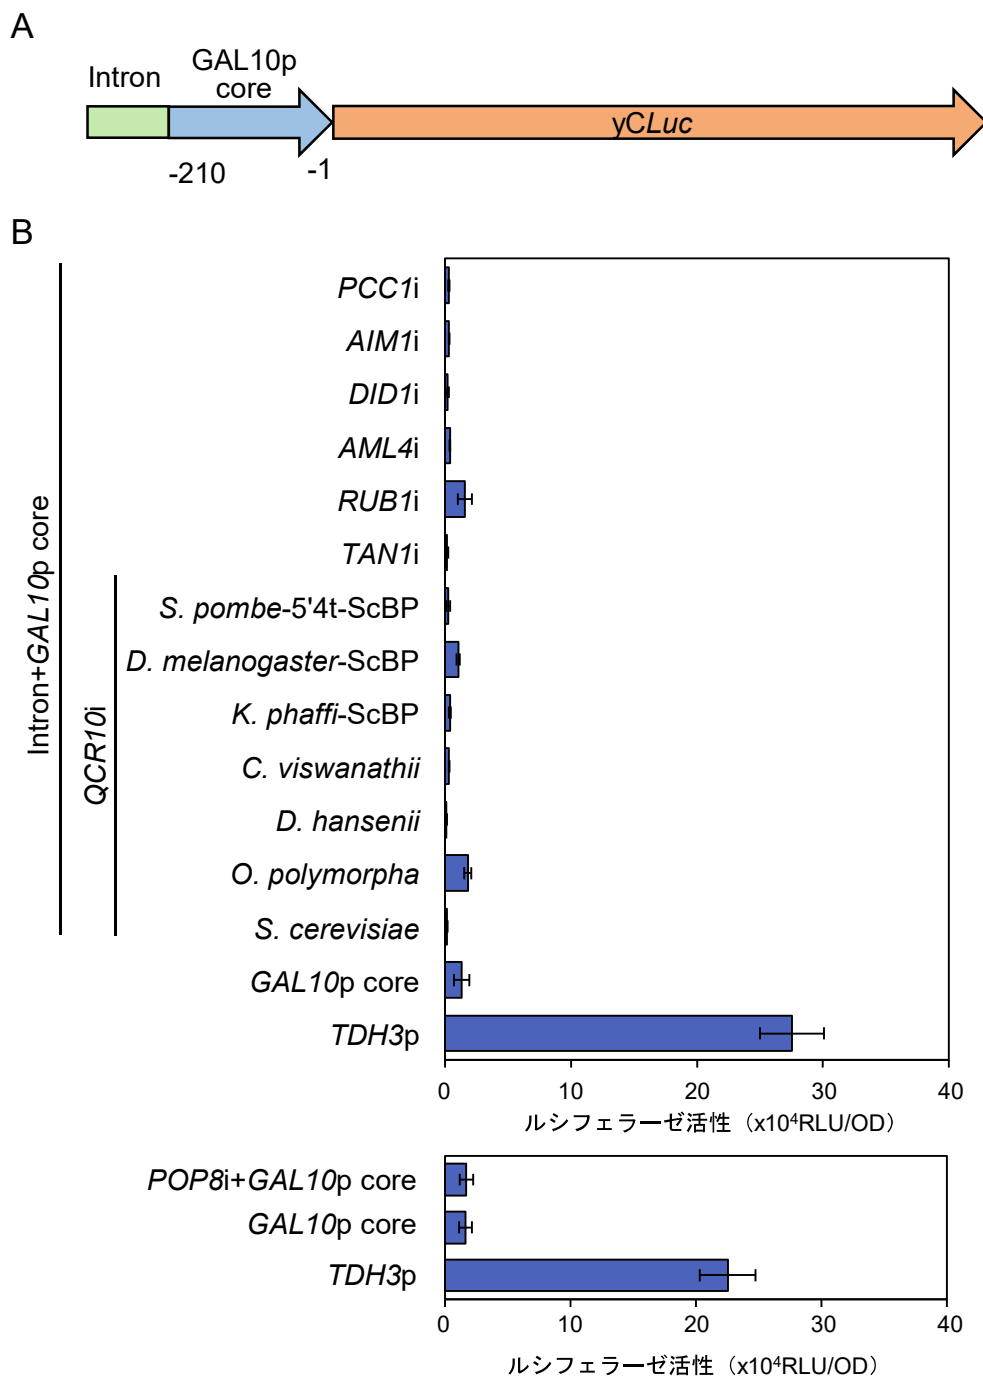 A
Intron
GAL10p
core
yCLuc
-210
-1
B
Intron+GAL10p core
QCR10i
PCC1i
AIM1i
DID1i
AML4i
RUB1i
TAN1i
S. pombe-5'4t-ScBP
D. melanogaster-ScBP
K. phaffi-ScBP
C. viswanathii
D. hansenii
O. polymorpha
S. cerevisiae
GAL10p core
TDH3p
0 10 20 30 40
ルシフェラーゼ活性（x10⁴RLU/OD）
POP8i+GAL10p core
GAL10p core
TDH3p
0 10 20 30 40
ルシフェラーゼ活性（x10⁴RLU/OD）